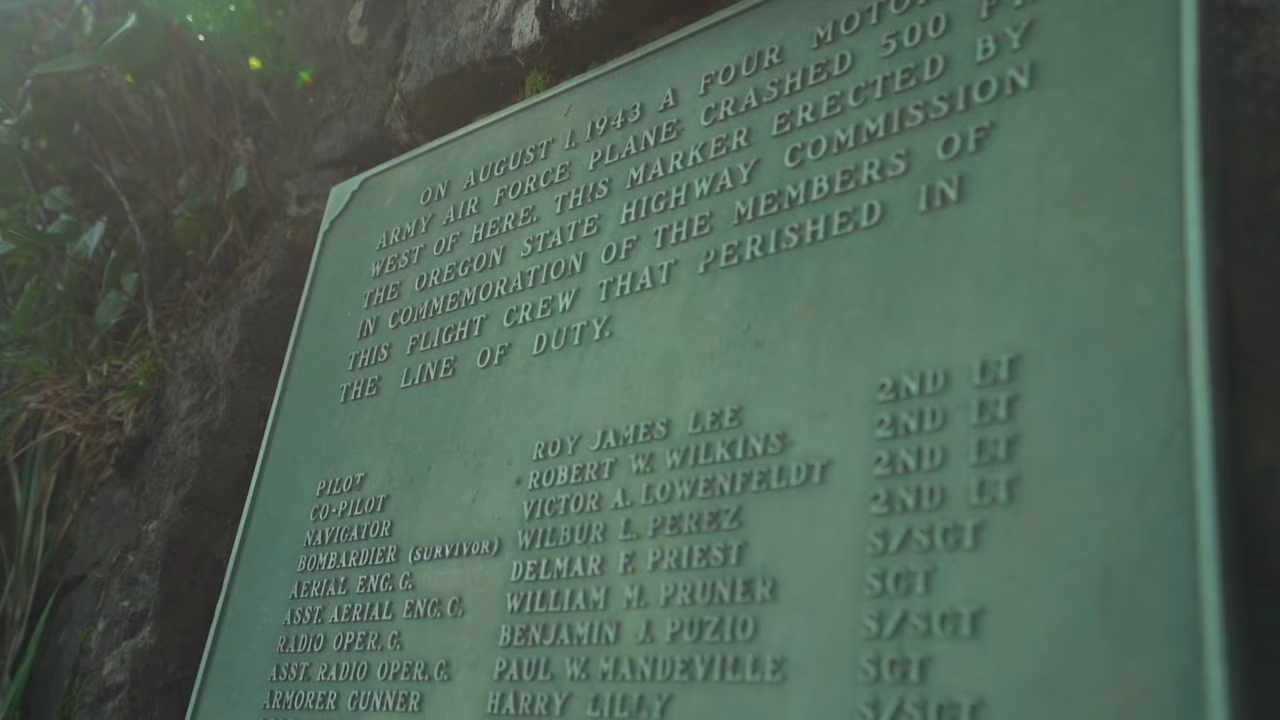 ON AUGUST 1, 1943 A FOUR MOTOR
ARMY AIR FORCE PLANE CRASHED 500 FT.
WEST OF HERE. THIS MARKER ERECTED BY
THE OREGON STATE HIGHWAY COMMISSION
IN COMMEMORATION OF THE MEMBERS OF
THIS FLIGHT CREW THAT PERISHED IN
THE LINE OF DUTY.
PILOT ROY JAMES LEE 2ND LT
CO-PILOT ROBERT W. WILKINS 2ND LT
NAVIGATOR VICTOR A. LOWENFELDT 2ND LT
BOMBARDIER (SURVIVOR) WILBUR L. PEREZ 2ND LT
AERIAL ENG. G. DELMAR F. PRIEST S/SGT
ASST. AERIAL ENG. G. WILLIAM M. PRUNER SGT
RADIO OPER. G. BENJAMIN J. PUZIO S/SGT
ASST. RADIO OPER. G. PAUL W. MANDEVILLE SGT
ARMORER GUNNER HARRY LILLY S/SGT